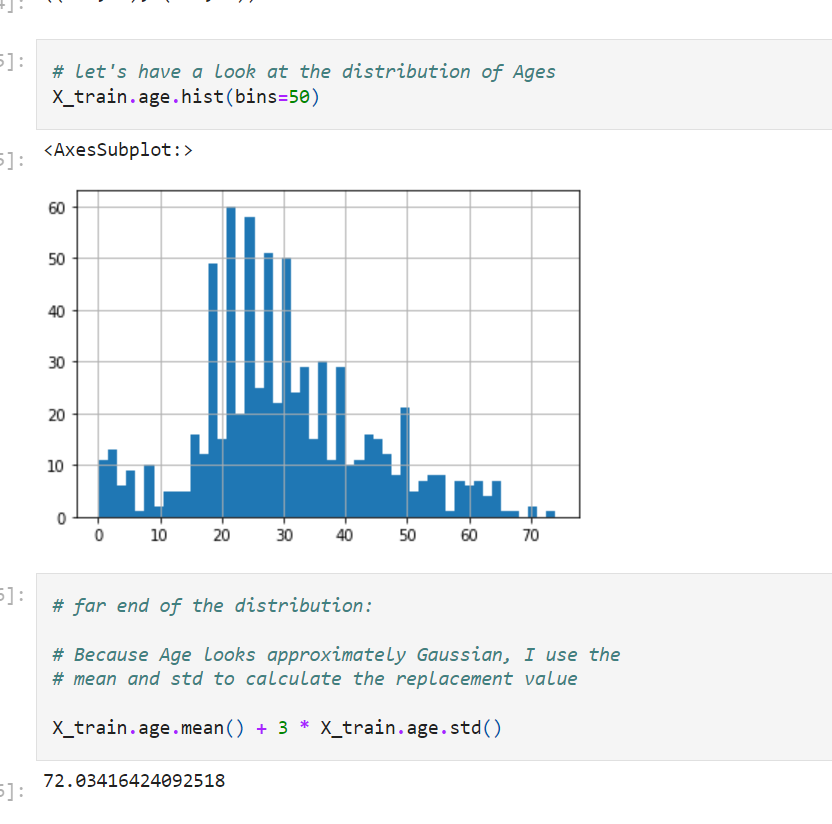 5]:
# let's have a look at the distribution of Ages
X_train.age.hist(bins=50)
5]:
<AxesSubplot:>
60
50
40
30
20
10
0
0 10 20 30 40 50 60 70
5]:
# far end of the distribution:
# Because Age looks approximately Gaussian, I use the
# mean and std to calculate the replacement value
X_train.age.mean() + 3 * X_train.age.std()
5]:
72.03416424092518